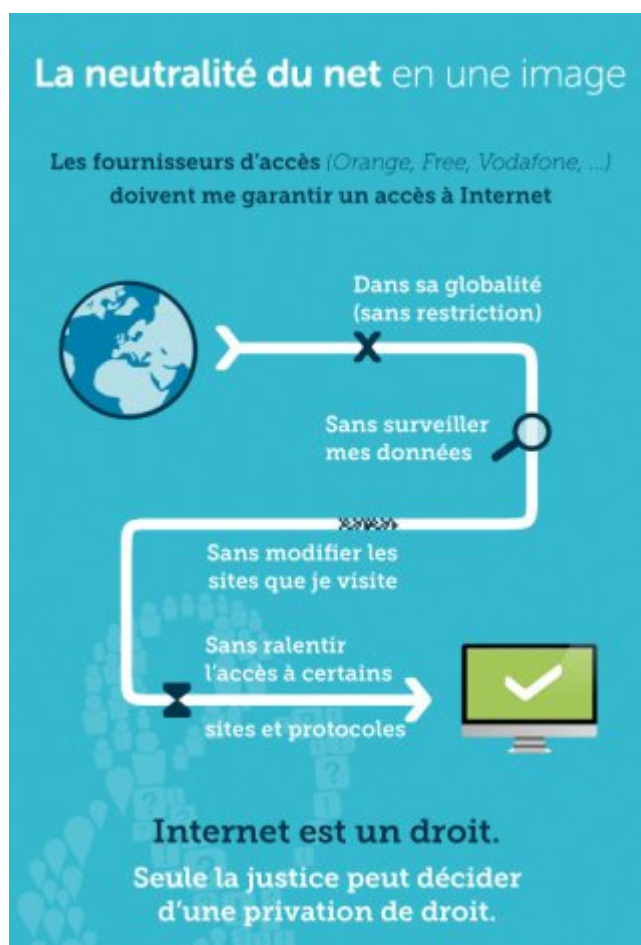 La neutralité du net en une image
Les fournisseurs d'accès (Orange, Free, Vodafone, ...)
doivent me garantir un accès à Internet
Dans sa globalité
(sans restriction)
Sans surveiller
mes données
Sans modifier les
sites que je visite
Sans ralentir
l'accès à certains
sites et protocoles
Internet est un droit.
Seule la justice peut décider
d'une privation de droit.